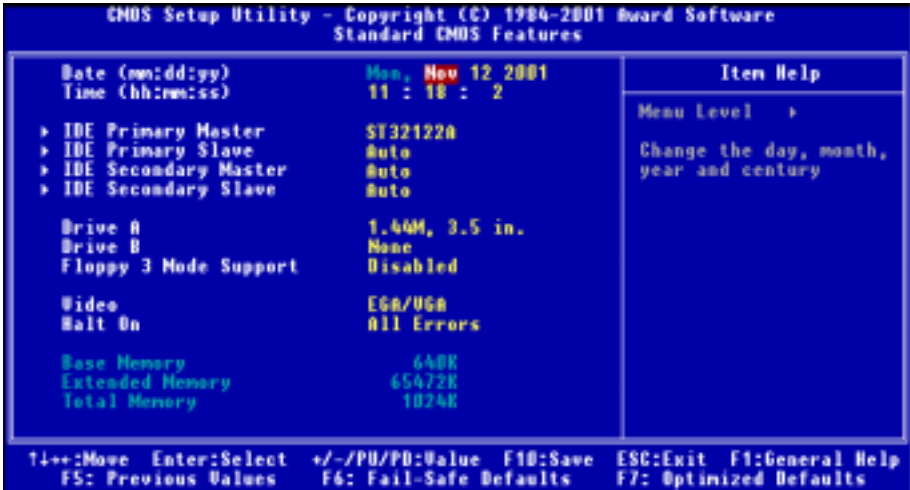 CMOS Setup Utility - Copyright (C) 1984-2001 Award Software
Standard CMOS Features
Date (mm:dd:yy) Mon, Nov 12 2001
Time (hh:mm:ss) 11 : 18 : 2
IDE Primary Master ST32122A
IDE Primary Slave Auto
IDE Secondary Master Auto
IDE Secondary Slave Auto
Drive A 1.44M, 3.5 in.
Drive B None
Floppy 3 Mode Support Disabled
Video EGA/VGA
Halt On All Errors
Base Memory 640K
Extended Memory 65472K
Total Memory 1024K
Item Help
Menu Level
Change the day, month,
year and century
↑↓→←:Move Enter:Select +/-/PU/PD:Value F10:Save ESC:Exit F1:General Help
F5: Previous Values F6: Fail-Safe Defaults F7: Optimized Defaults